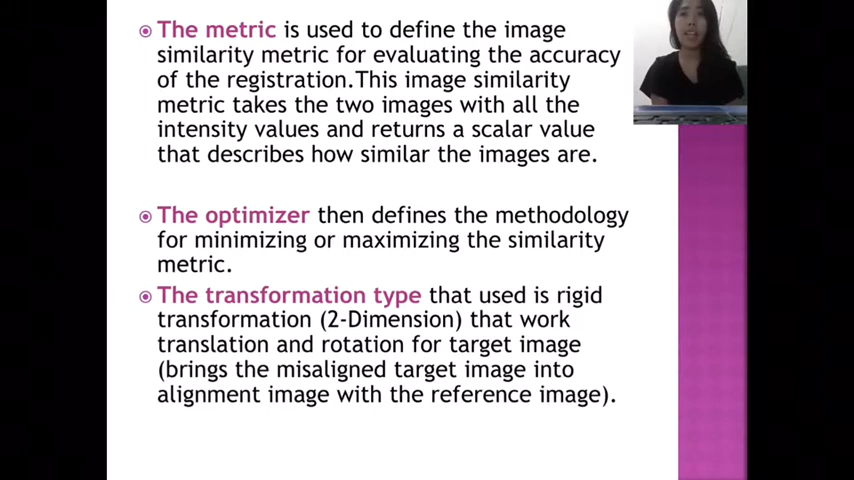 The metric is used to define the image
similarity metric for evaluating the accuracy
of the registration.This image similarity
metric takes the two images with all the
intensity values and returns a scalar value
that describes how similar the images are.
The optimizer then defines the methodology
for minimizing or maximizing the similarity
metric.
The transformation type that used is rigid
transformation (2-Dimension) that work
translation and rotation for target image
(brings the misaligned target image into
alignment image with the reference image).